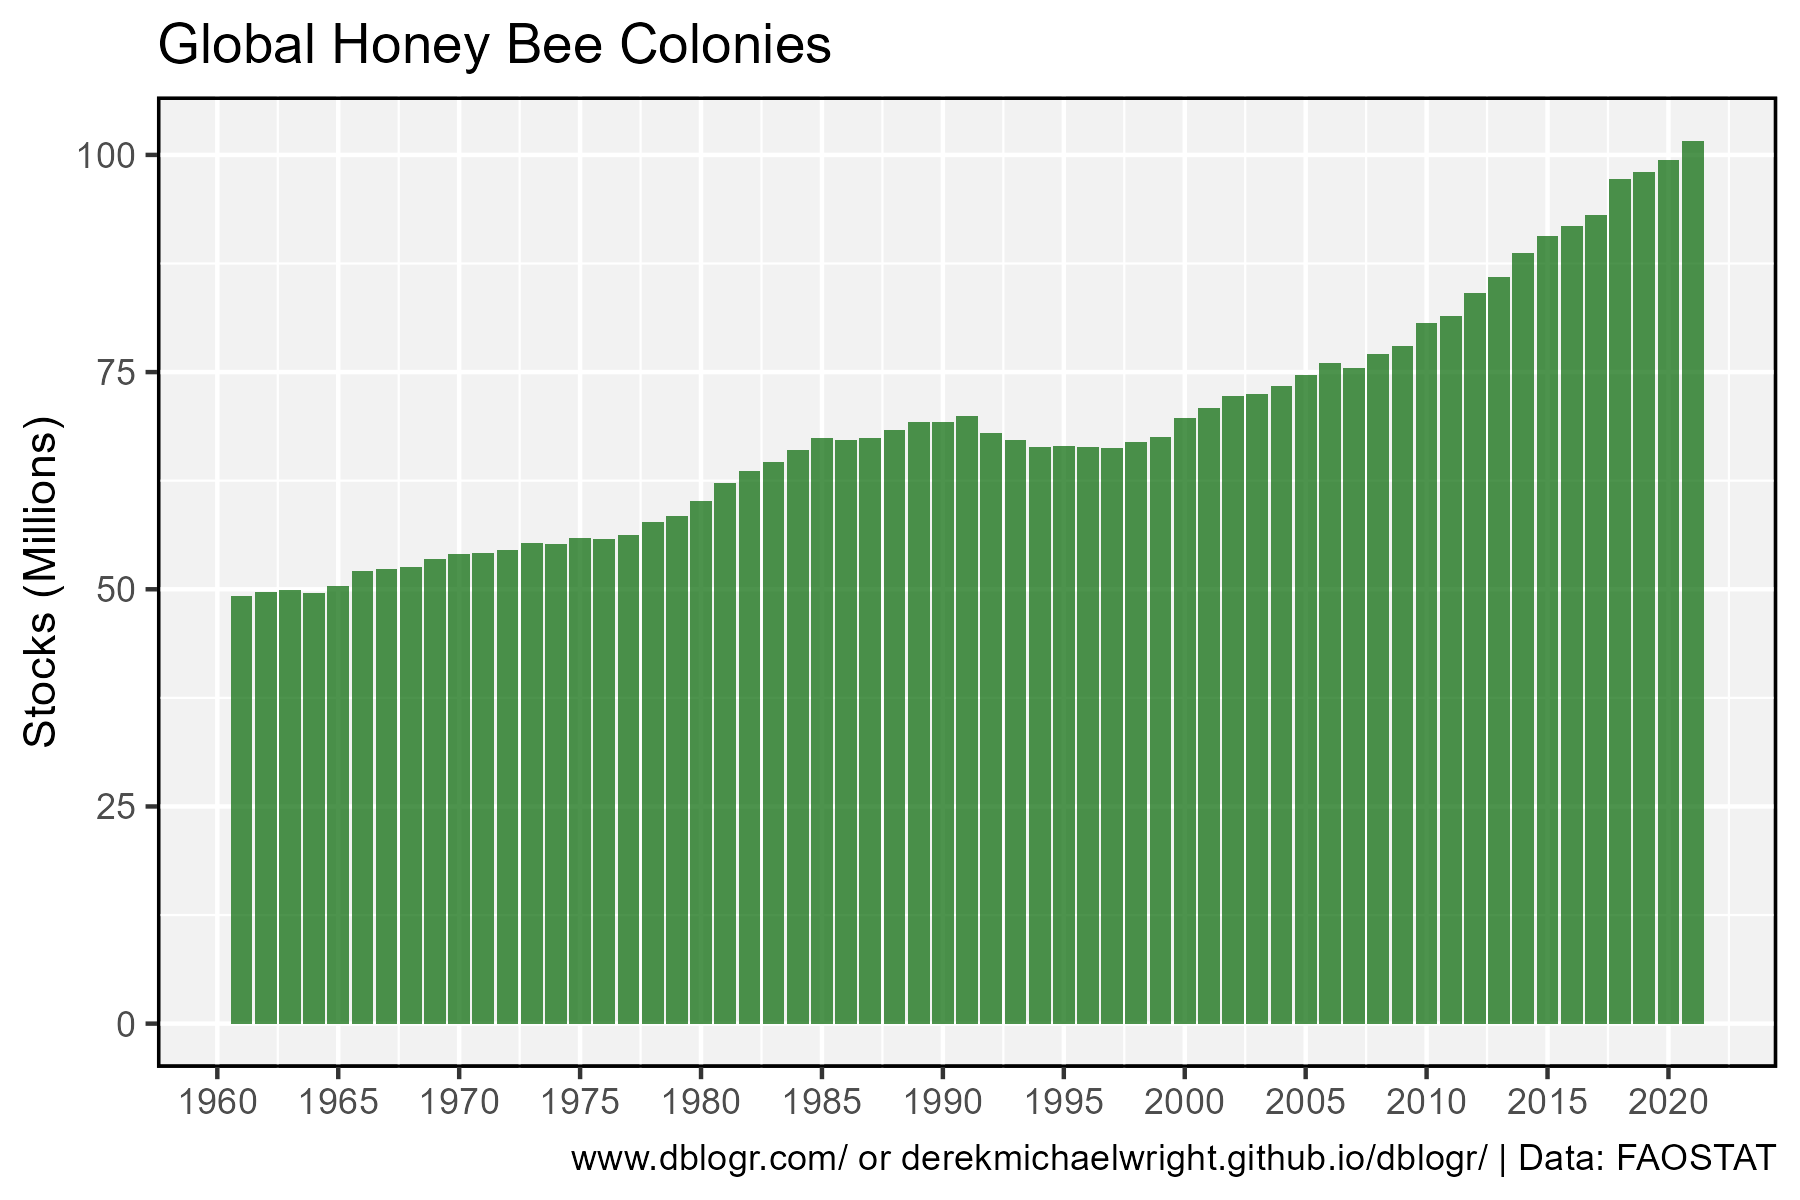 Global Honey Bee Colonies
Stocks (Millions)
100
75
50
25
0
1960 1965 1970 1975 1980 1985 1990 1995 2000 2005 2010 2015 2020
www.dblogr.com/ or derekmichaelwright.github.io/dblogr/ | Data: FAOSTAT